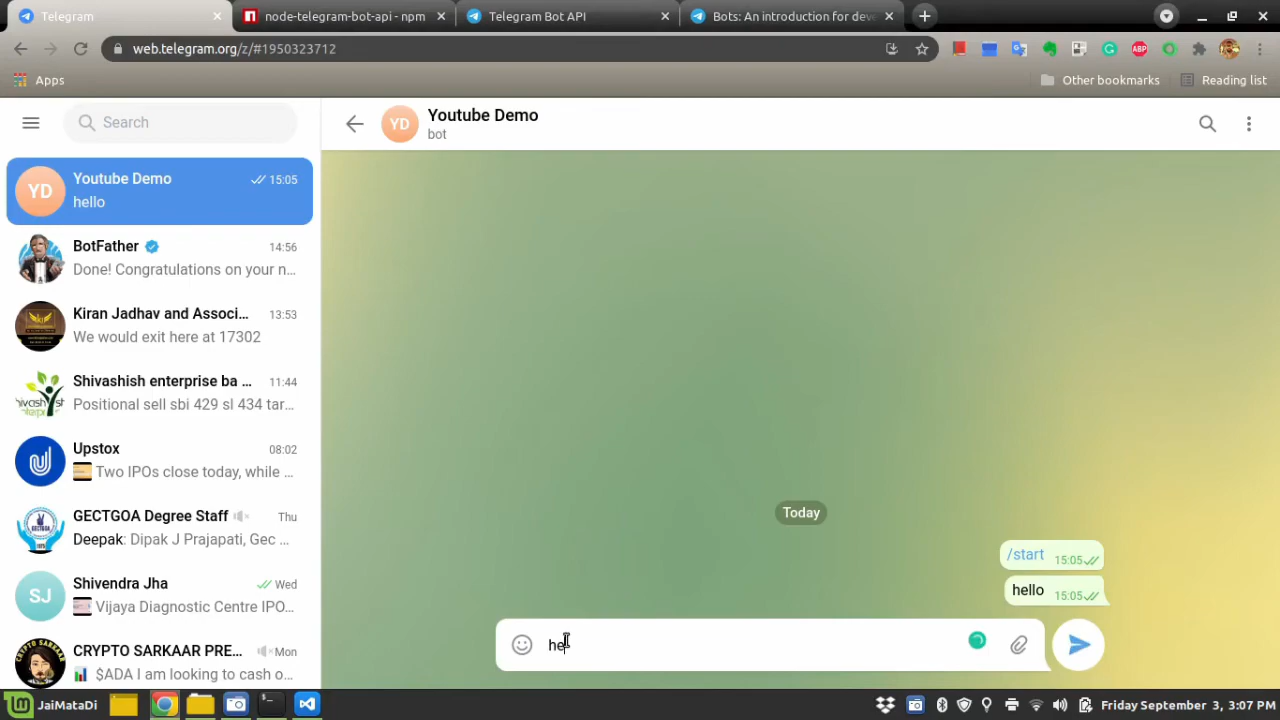 Telegram
node-telegram-bot-api - npm
Telegram Bot API
Bots: An introduction for deve
web.telegram.org/z/#1950323712
ABP
Apps
Other bookmarks
Reading list
Search
YD
Youtube Demo
bot
YD
Youtube Demo
15:05
hello
BotFather
14:56
Done! Congratulations on your n...
Kiran Jadhav and Associ...
13:53
We would exit here at 17302
Shivashish enterprise ba ...
11:44
Positional sell sbi 429 sl 434 tar...
Upstox
08:02
Two IPOs close today, while ...
GECTGOA Degree Staff
Thu
Deepak: Dipak J Prajapati, Gec ...
SJ
Shivendra Jha
Wed
Vijaya Diagnostic Centre IPO...
CRYPTO SARKAAR PRE...
Mon
$ADA I am looking to cash o...
Today
/start 15:05
hello 15:05
he
JaiMataDi
Friday September 3, 3:07 PM